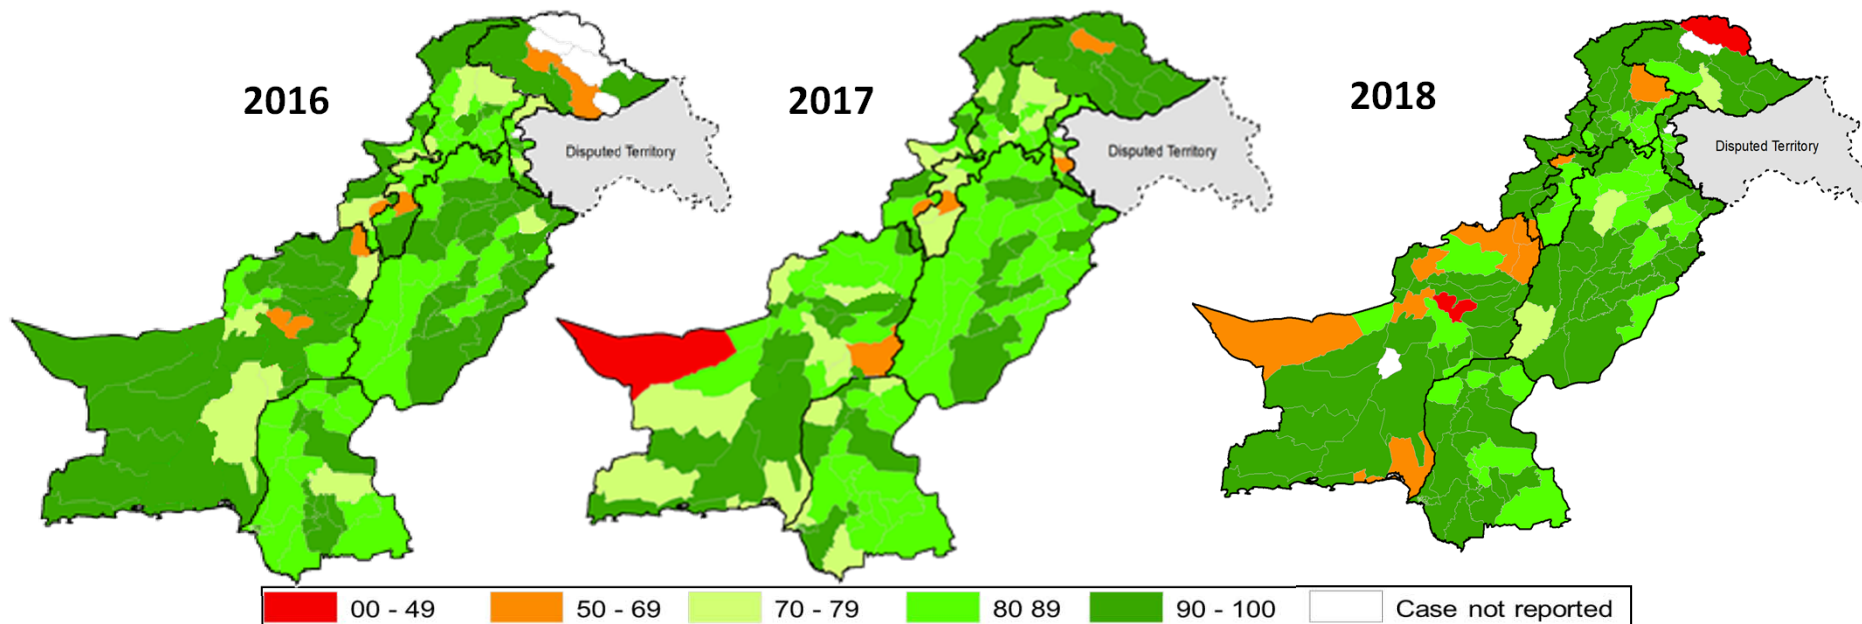 2016
2017
2018
Disputed Territory
Disputed Territory
Disputed Territory
00 - 49
50 - 69
70 - 79
80 89
90 - 100
Case not reported